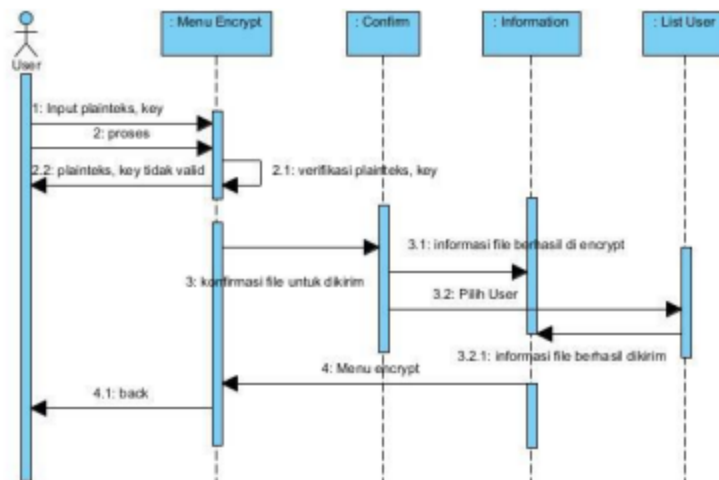 : Menu Encrypt
: Confirm
: Information
: List User
User
1: Input plainteks, key
2: proses
2.2: plainteks, key tidak valid
2.1: verifikasi plainteks, key
3.1: informasi file berhasil di encrypt
3: konfirmasi file untuk dikirim
3.2: Pilih User
3.2.1: informasi file berhasil dikirim
4: Menu encrypt
4.1: back